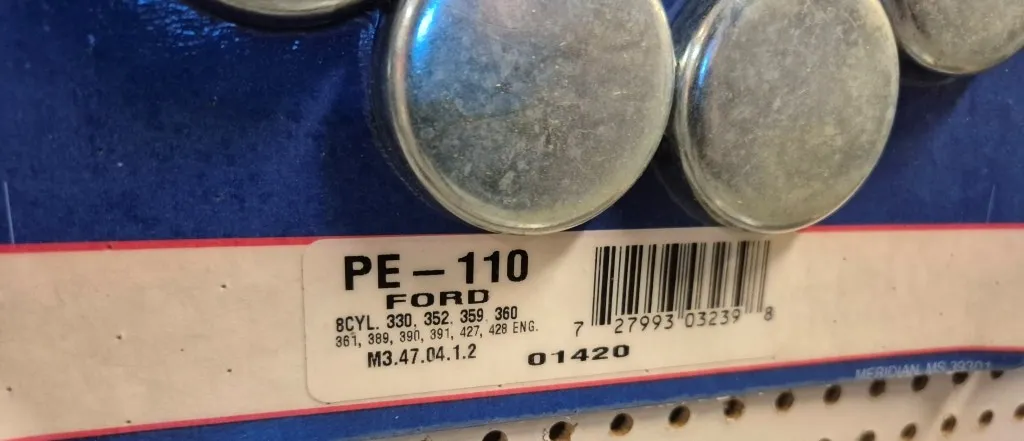 PE-110
FORD
8CYL. 330, 352, 359, 360
361, 389, 390, 391, 427, 428 ENG.
M3.47.04.1.2
01420
7 27993 03239 8
MERIDIAN, MS